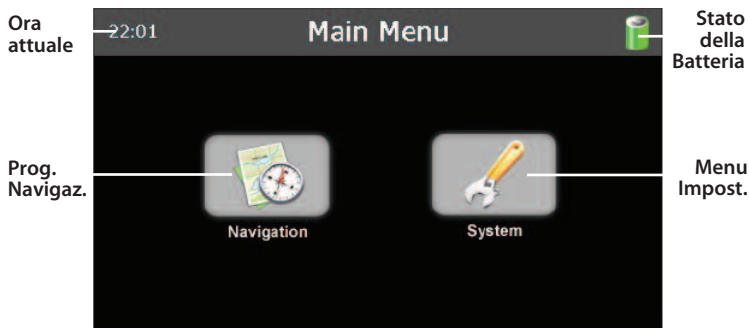 Ora
attuale
22:01
Main Menu
Stato
della
Batteria
Prog.
Navigaz.
Menu
Impost.
Navigation
System